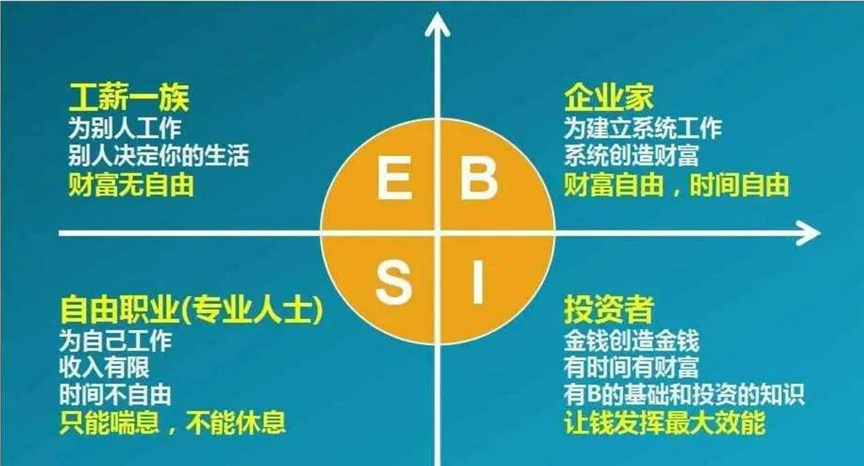 工薪一族
为别人工作
别人决定你的生活
财富无自由
企业家
为建立系统工作
系统创造财富
财富自由，时间自由
E
B
S
I
自由职业(专业人士)
为自己工作
收入有限
时间不自由
只能喘息，不能休息
投资者
金钱创造金钱
有时间有财富
有B的基础和投资的知识
让钱发挥最大效能